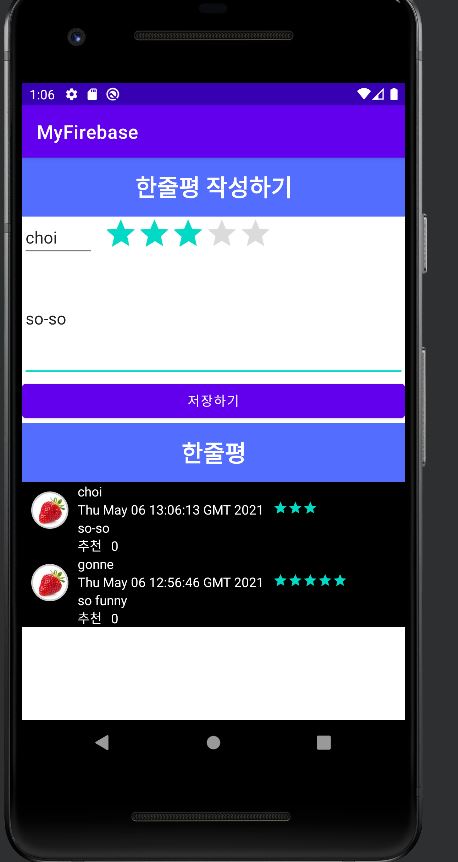 1:06
MyFirebase
한줄평 작성하기
choi
so-so
저장하기
한줄평
choi
Thu May 06 13:06:13 GMT 2021
so-so
추천 0
gonne
Thu May 06 12:56:46 GMT 2021
so funny
추천 0